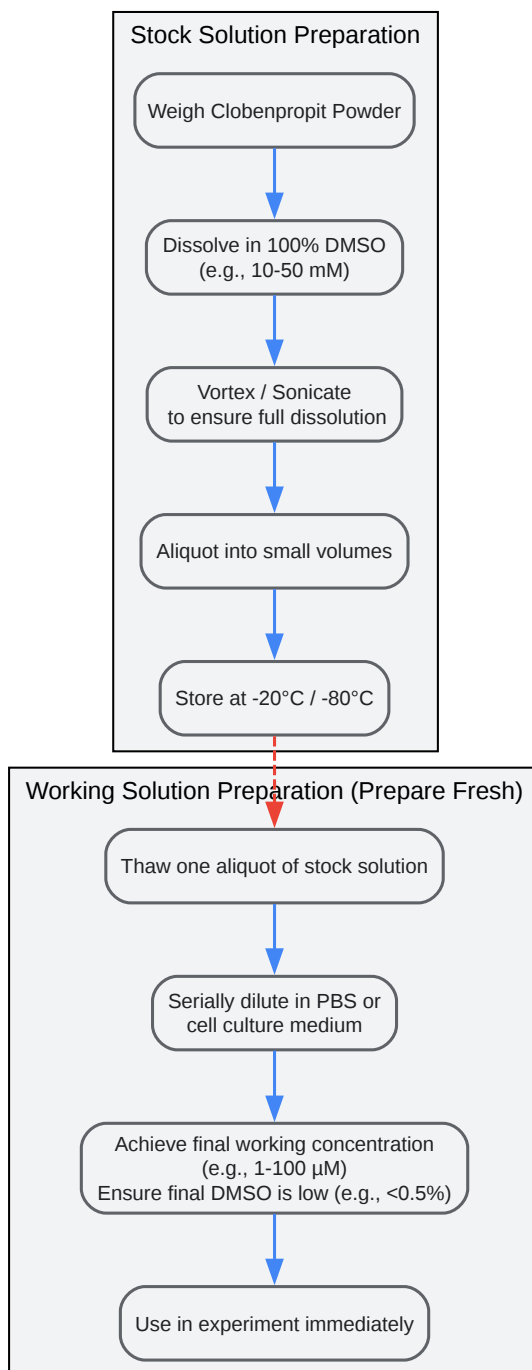 Stock Solution Preparation
Weigh Clobenpropit Powder
Dissolve in 100% DMSO
(e.g., 10-50 mM)
Vortex / Sonicate
to ensure full dissolution
Aliquot into small volumes
Store at -20°C / -80°C
Working Solution Preparation (Prepare Fresh)
Thaw one aliquot of stock solution
Serially dilute in PBS or
cell culture medium
Achieve final working concentration
(e.g., 1-100 µM)
Ensure final DMSO is low (e.g., <0.5%)
Use in experiment immediately